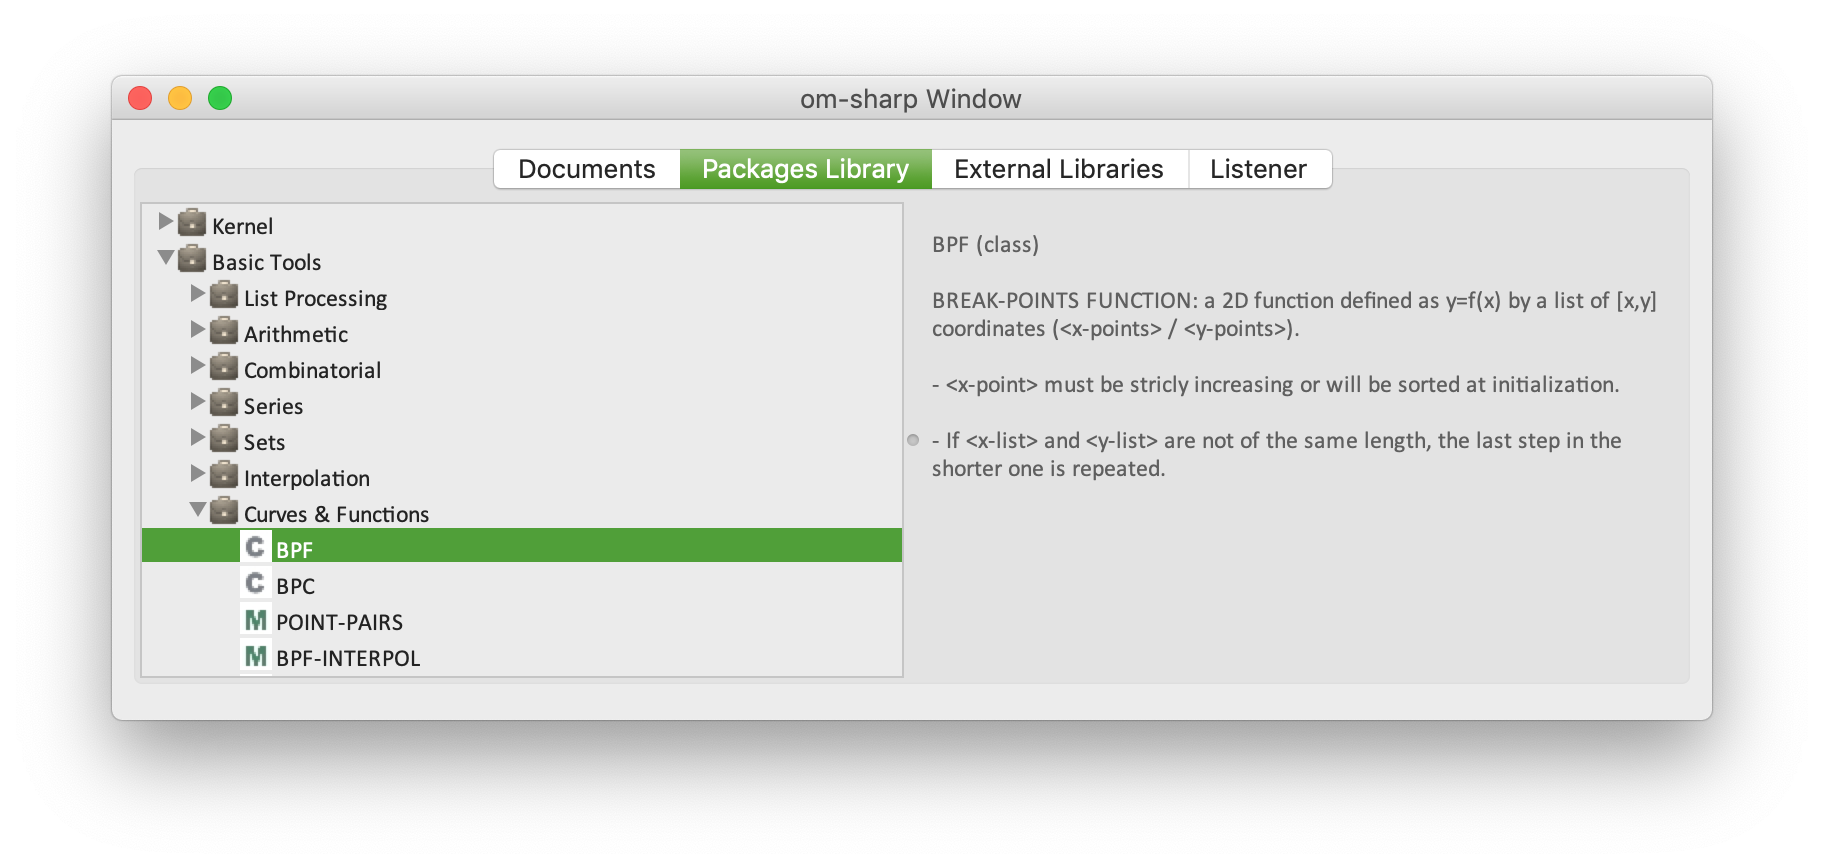 om-sharp Window
Documents
Packages Library
External Libraries
Listener
Kernel
Basic Tools
List Processing
Arithmetic
Combinatorial
Series
Sets
Interpolation
Curves & Functions
C BPF
C BPC
M POINT-PAIRS
M BPF-INTERPOL
BPF (class)
BREAK-POINTS FUNCTION: a 2D function defined as y=f(x) by a list of [x,y]
coordinates (<x-points> / <y-points>).
- <x-point> must be stricly increasing or will be sorted at initialization.
- If <x-list> and <y-list> are not of the same length, the last step in the
shorter one is repeated.